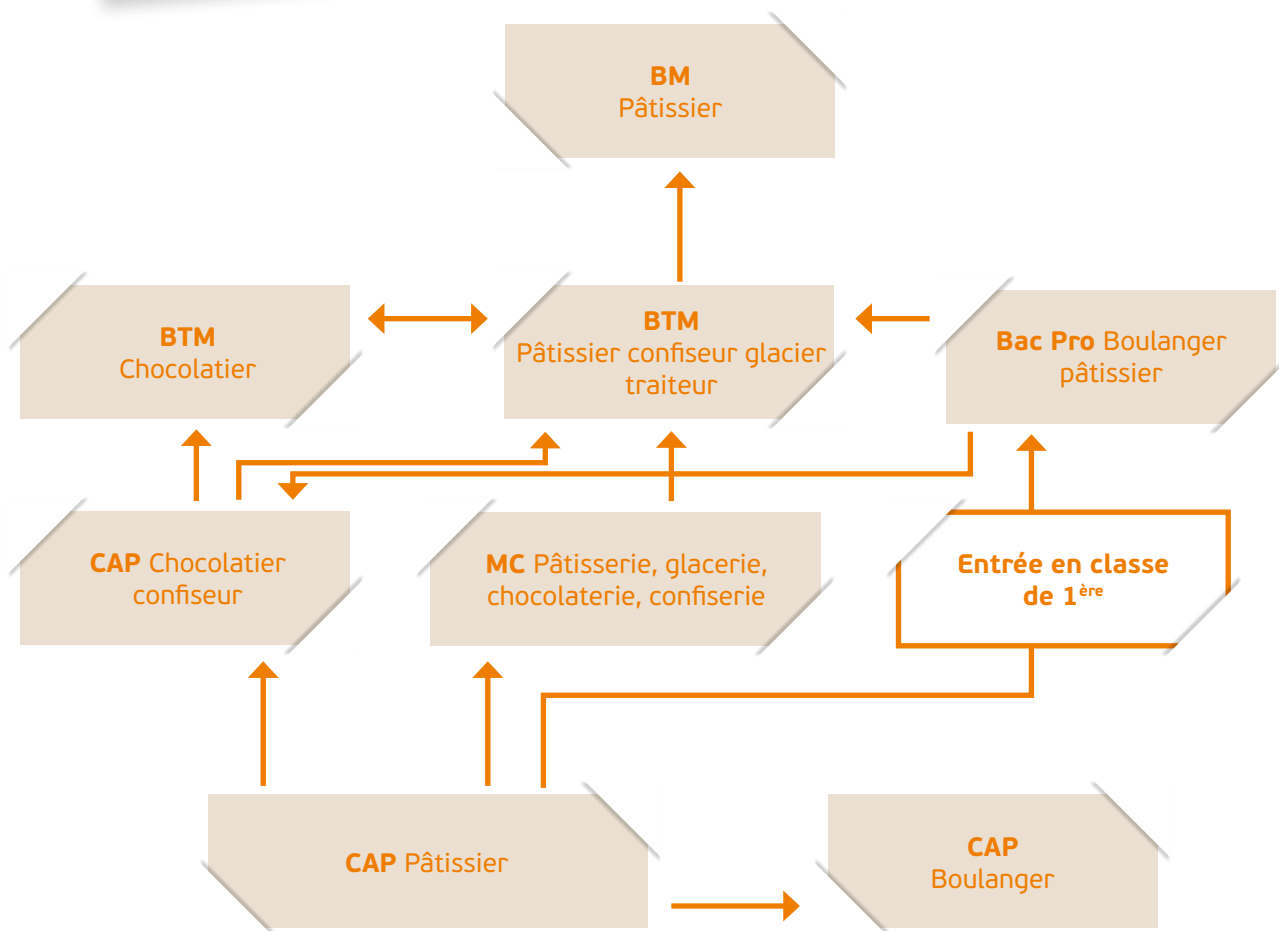 BM
Pâtissier
BTM
Chocolatier
BTM
Pâtissier confiseur glacier
traiteur
Bac Pro Boulanger
pâtissier
CAP Chocolatier
confiseur
MC Pâtisserie, glacerie,
chocolaterie, confiserie
Entrée en classe
de 1ère
CAP Pâtissier
CAP
Boulanger